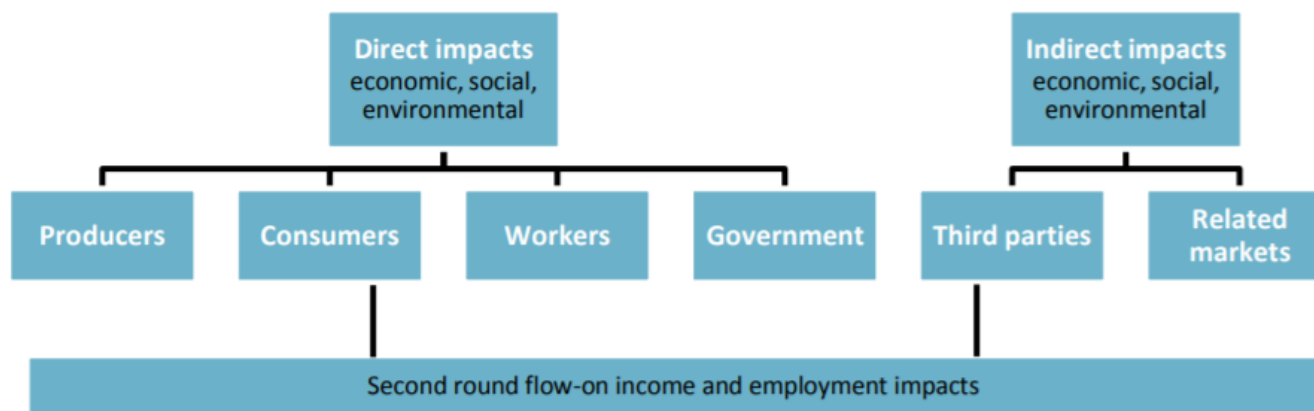 Direct impacts
economic, social,
environmental
Indirect impacts
economic, social,
environmental
Producers
Consumers
Workers
Government
Third parties
Related
markets
Second round flow-on income and employment impacts